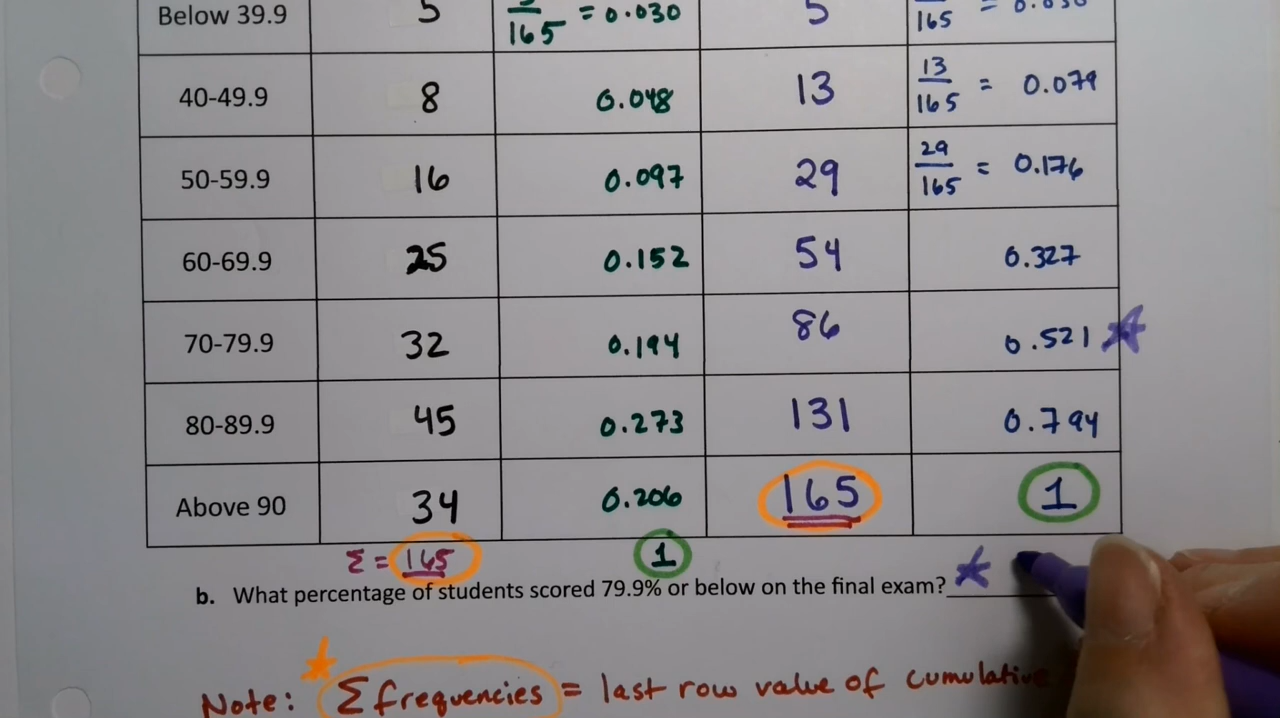 Below 39.9 5 5/165 = 0.030 5 /165 = 0.030
40-49.9 8 0.048 13 13/165 = 0.079
50-59.9 16 0.097 29 29/165 = 0.176
60-69.9 25 0.152 54 0.327
70-79.9 32 0.194 86 0.521
80-89.9 45 0.273 131 0.794
Above 90 34 0.206 165 1
Σ = 165 1
b. What percentage of students scored 79.9% or below on the final exam?
Note: Σ frequencies = last row value of cumulative